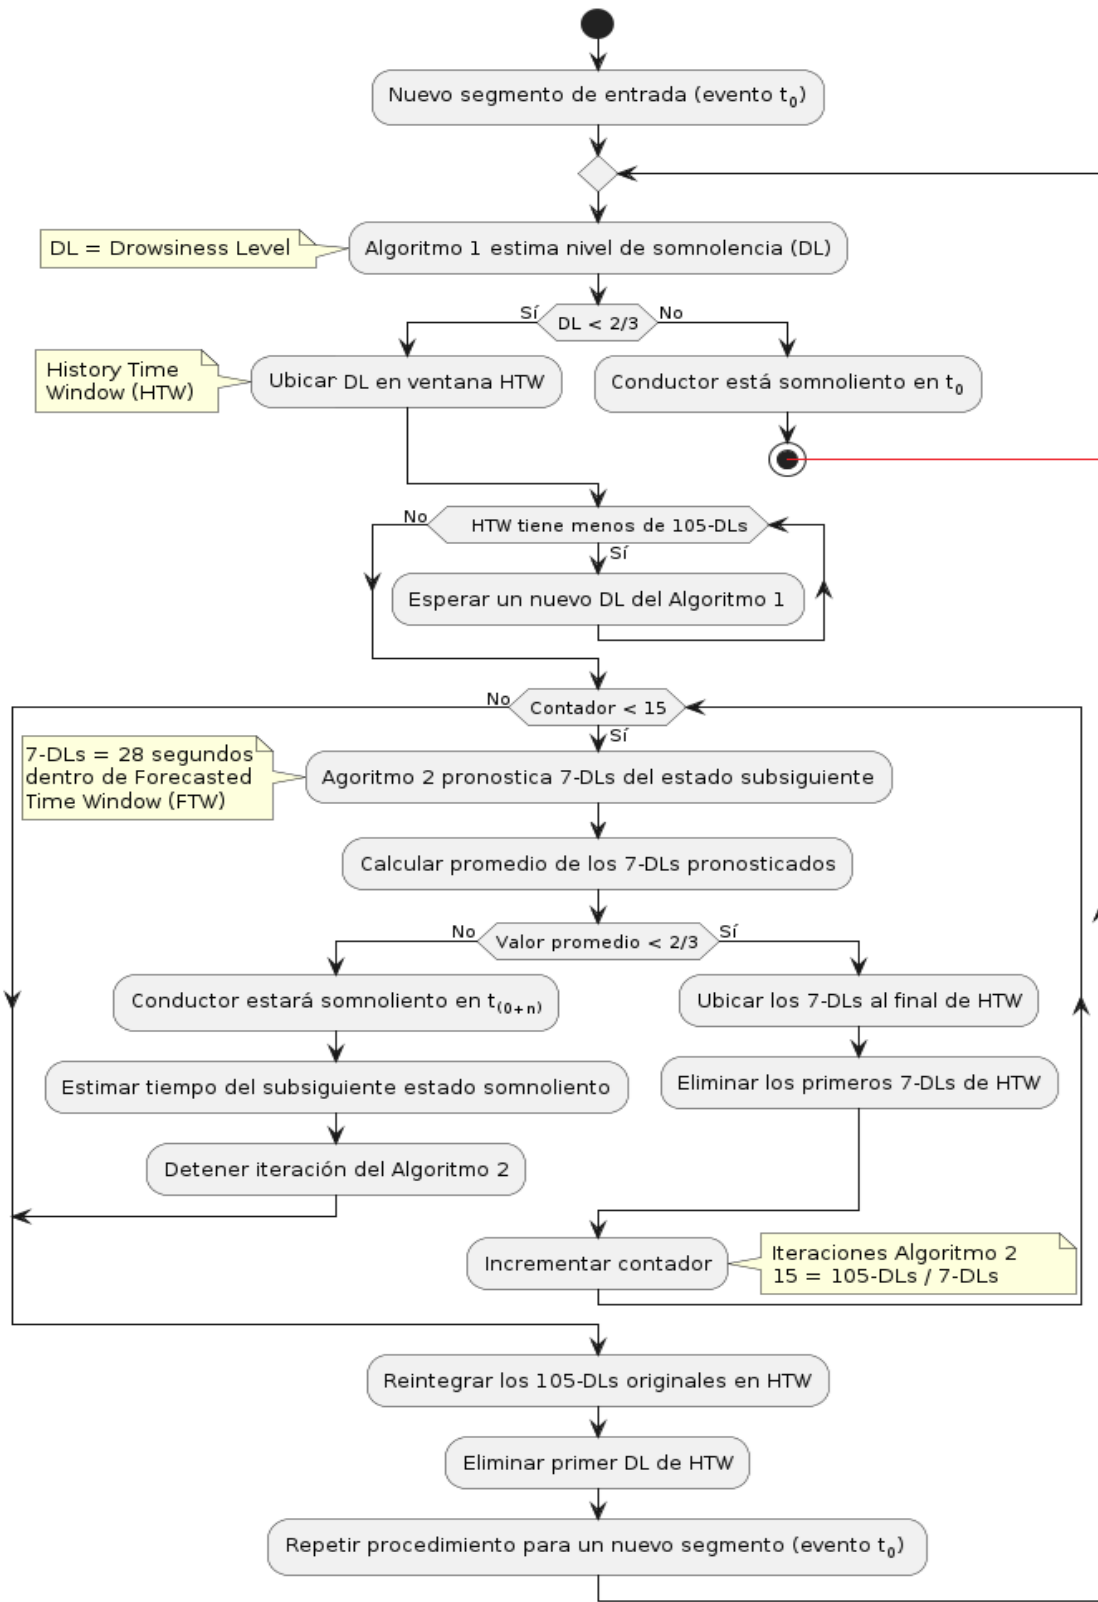 Nuevo segmento de entrada (evento t₀)
DL = Drowsiness Level
Algoritmo 1 estima nivel de somnolencia (DL)
Sí
DL < 2/3
No
History Time
Window (HTW)
Ubicar DL en ventana HTW
Conductor está somnoliento en t₀
No
HTW tiene menos de 105-DLs
Sí
Esperar un nuevo DL del Algoritmo 1
No
Contador < 15
Sí
7-DLs = 28 segundos
dentro de Forecasted
Time Window (FTW)
Agoritmo 2 pronostica 7-DLs del estado subsiguiente
Calcular promedio de los 7-DLs pronosticados
No
Valor promedio < 2/3
Sí
Conductor estará somnoliento en t₍₀₊ₙ₎
Ubicar los 7-DLs al final de HTW
Estimar tiempo del subsiguiente estado somnoliento
Eliminar los primeros 7-DLs de HTW
Detener iteración del Algoritmo 2
Incrementar contador
Iteraciones Algoritmo 2
15 = 105-DLs / 7-DLs
Reintegrar los 105-DLs originales en HTW
Eliminar primer DL de HTW
Repetir procedimiento para un nuevo segmento (evento t₀)